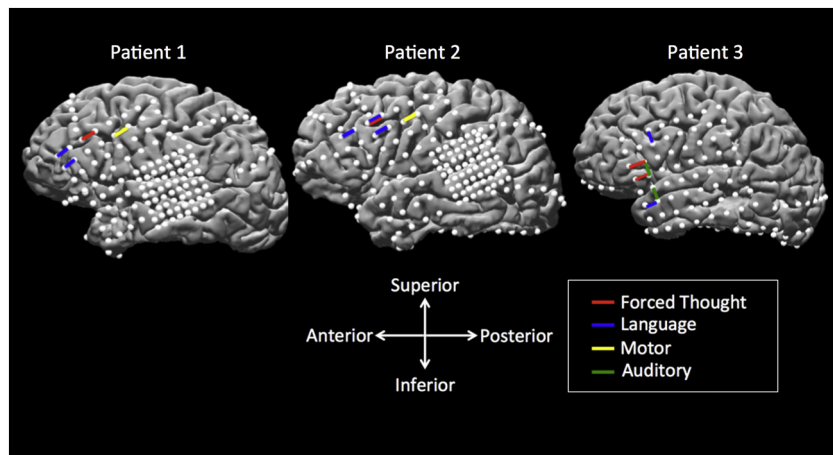 Patient 1
Patient 2
Patient 3
Superior
Anterior
Posterior
Inferior
Forced Thought
Language
Motor
Auditory